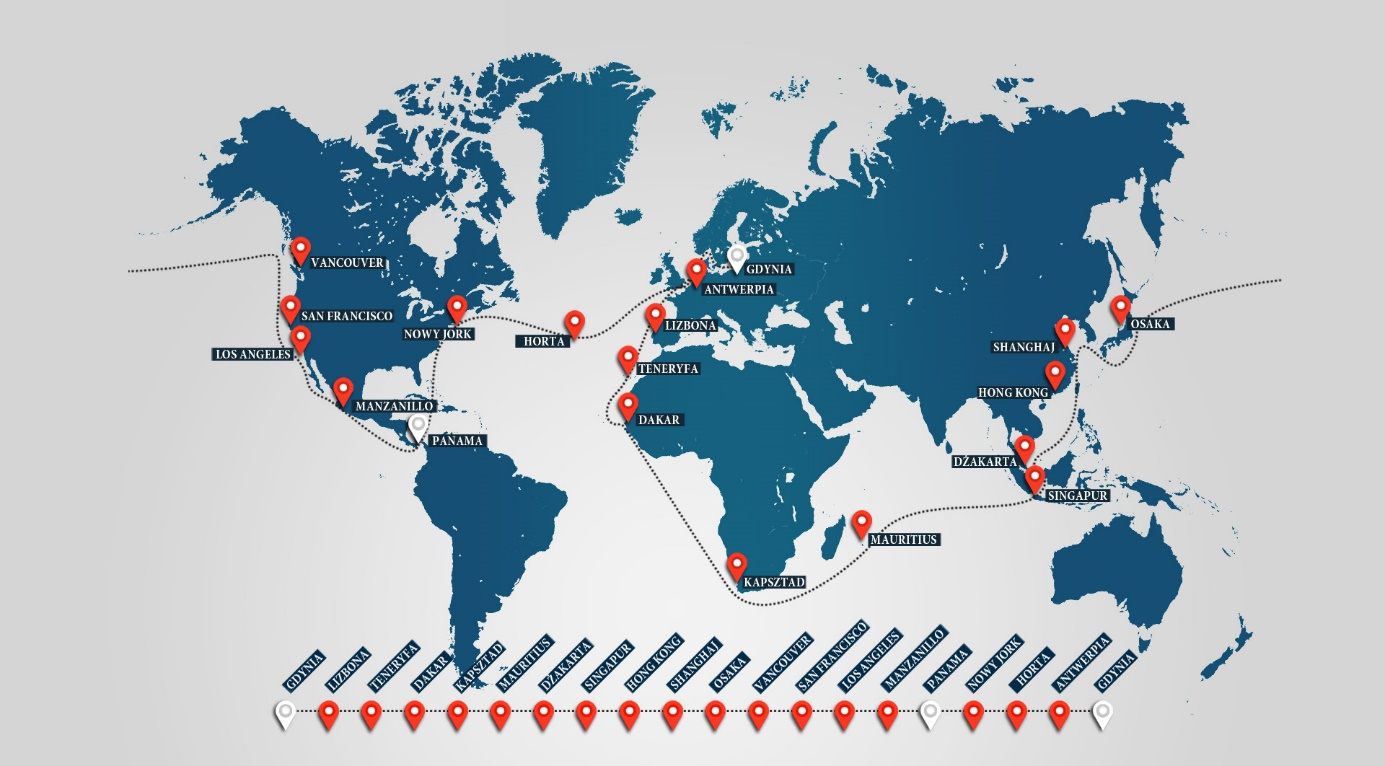 GDYNIA
VANCOUVER
ANTWERPIA
SAN FRANCISCO
OSAKA
LIZBONA
NOWY JORK
HORTA
SHANGHAJ
LOS ANGELES
TENERYFA
HONG KONG
MANZANILLO
DAKAR
PANAMA
DŻAKARTA
SINGAPUR
MAURITIUS
KAPSZTAD
GDYNIA
LIZBONA
TENERYFA
DAKAR
KAPSZTAD
MAURITIUS
DŻAKARTA
SINGAPUR
HONG KONG
SHANGHAJ
OSAKA
VANCOUVER
SAN FRANCISCO
LOS ANGELES
MANZANILLO
PANAMA
NOWY JORK
HORTA
ANTWERPIA
GDYNIA